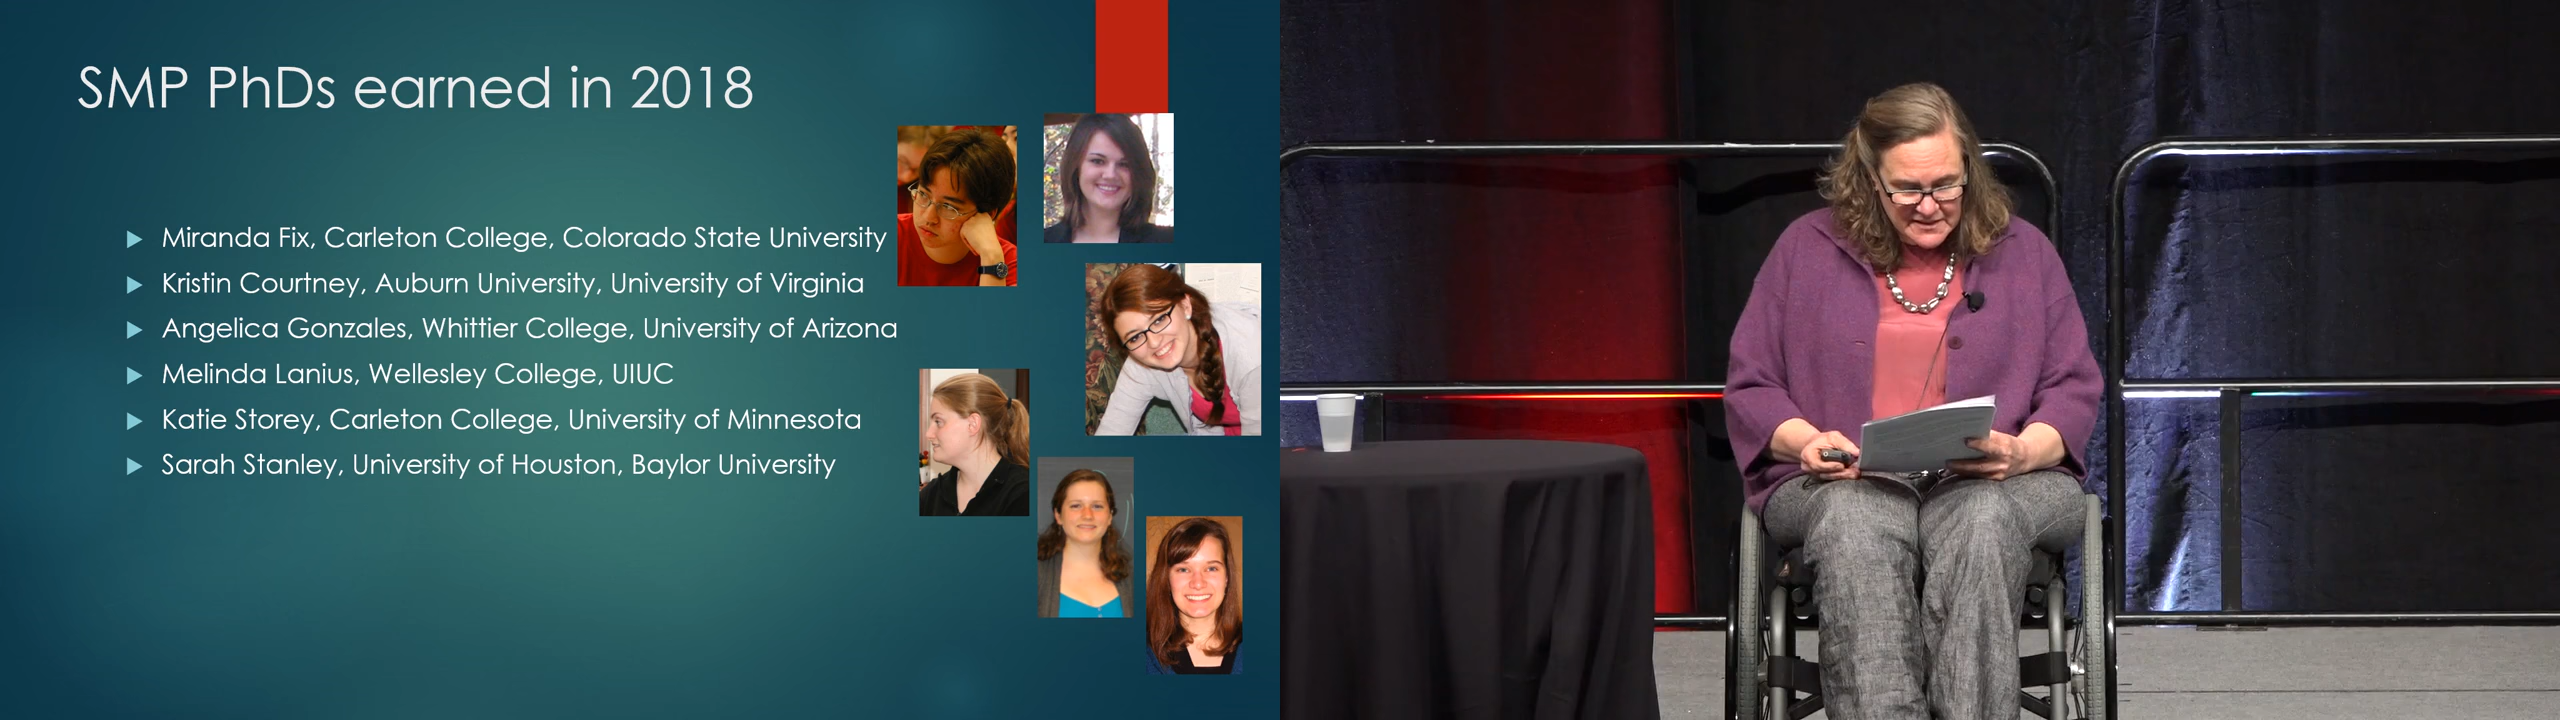 SMP PhDs earned in 2018
Miranda Fix, Carleton College, Colorado State University
Kristin Courtney, Auburn University, University of Virginia
Angelica Gonzales, Whittier College, University of Arizona
Melinda Lanius, Wellesley College, UIUC
Katie Storey, Carleton College, University of Minnesota
Sarah Stanley, University of Houston, Baylor University